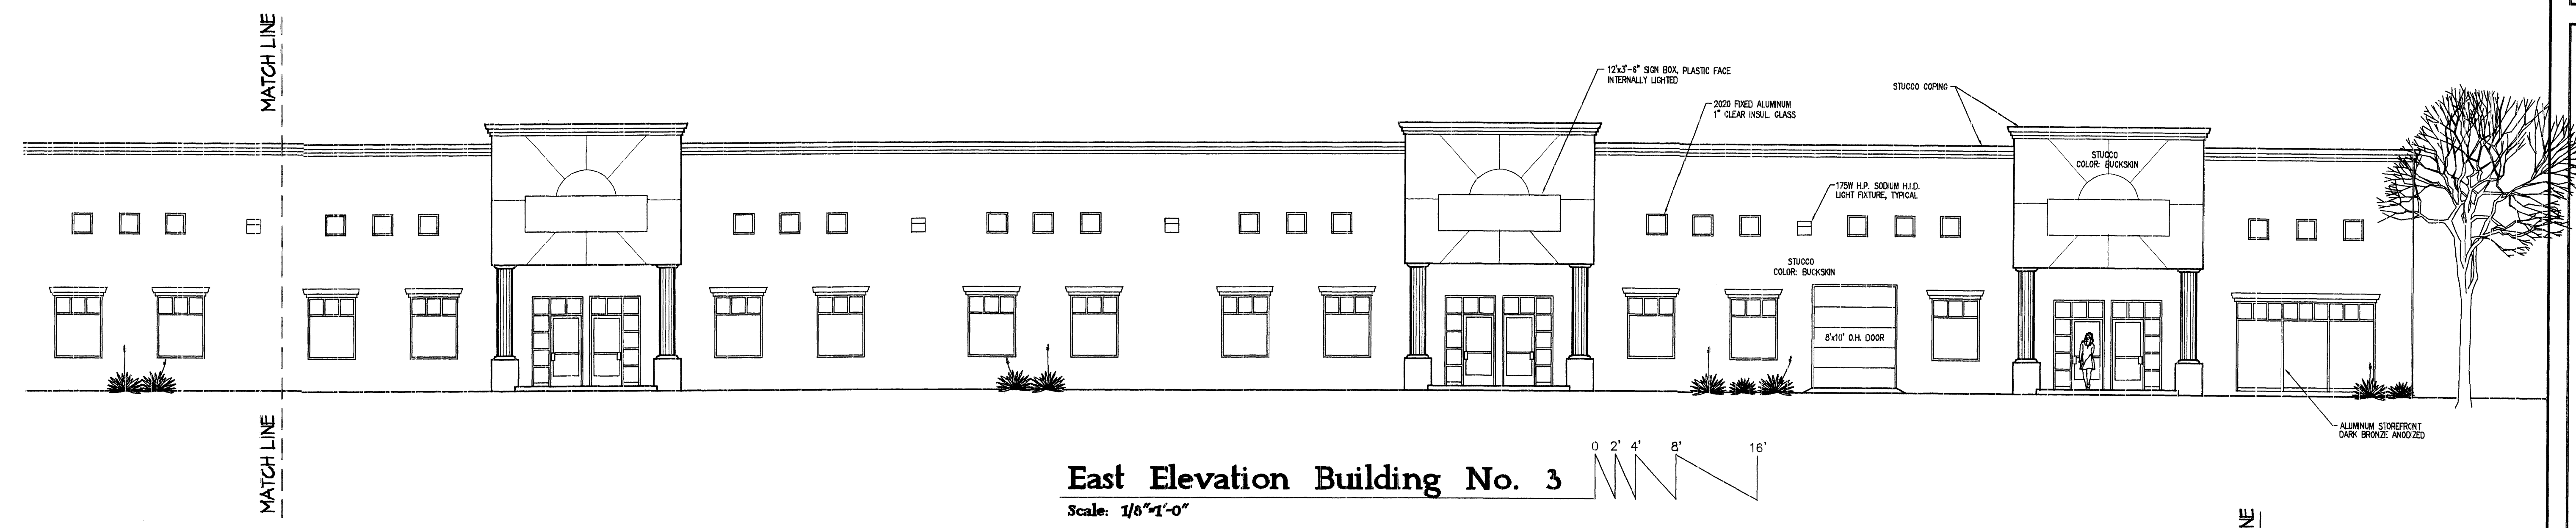 MATCH LINE
12'x3'-6" SIGN BOX, PLASTIC FACE
INTERNALLY LIGHTED
2020 FIXED ALUMINUM
1" CLEAR INSUL. GLASS
STUCCO COPING
STUCCO
COLOR: BUCKSKIN
175W H.P. SODIUM H.I.D.
LIGHT FIXTURE, TYPICAL
STUCCO
COLOR: BUCKSKIN
8'x10' O.H. DOOR
ALUMINUM STOREFRONT
DARK BRONZE ANODIZED
MATCH LINE
0 2' 4' 8' 16'
East Elevation Building No. 3
Scale: 1/8"=1'-0"
NE